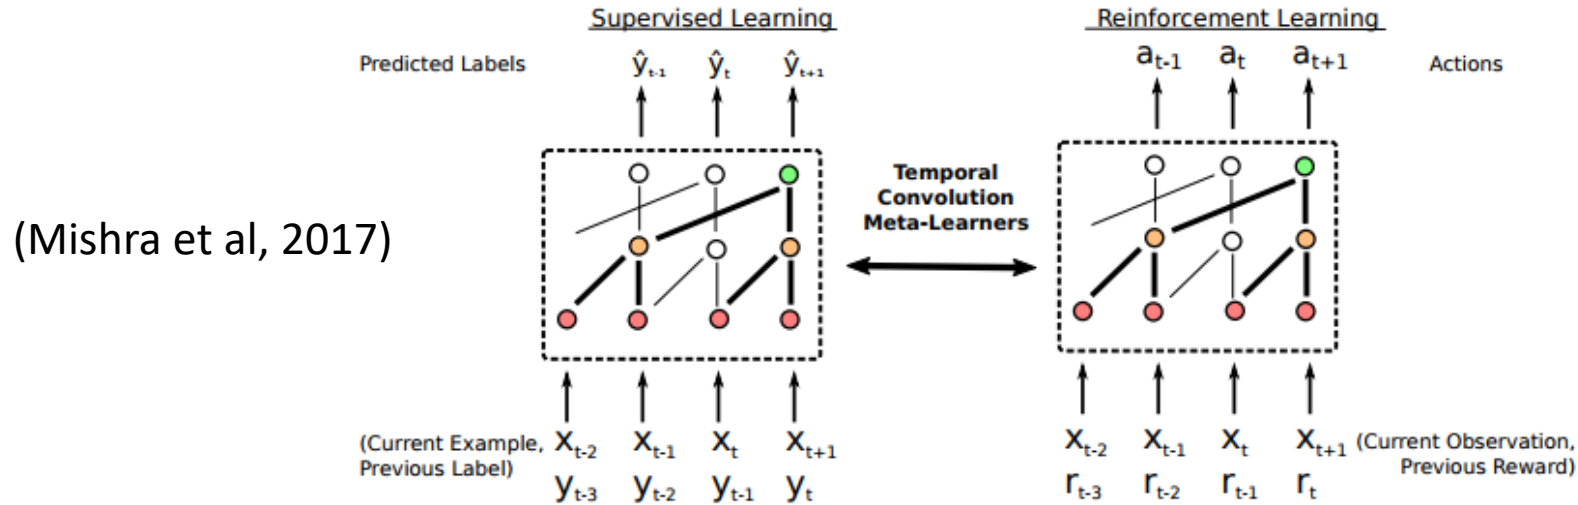 Supervised Learning
Reinforcement Learning
Predicted Labels ŷt-1 ŷt ŷt+1
at-1 at at+1 Actions
Temporal
Convolution
Meta-Learners
(Mishra et al, 2017)
(Current Example, xt-2 xt-1 xt xt+1
Previous Label) yt-3 yt-2 yt-1 yt
xt-2 xt-1 xt xt+1 (Current Observation,
rt-3 rt-2 rt-1 rt Previous Reward)